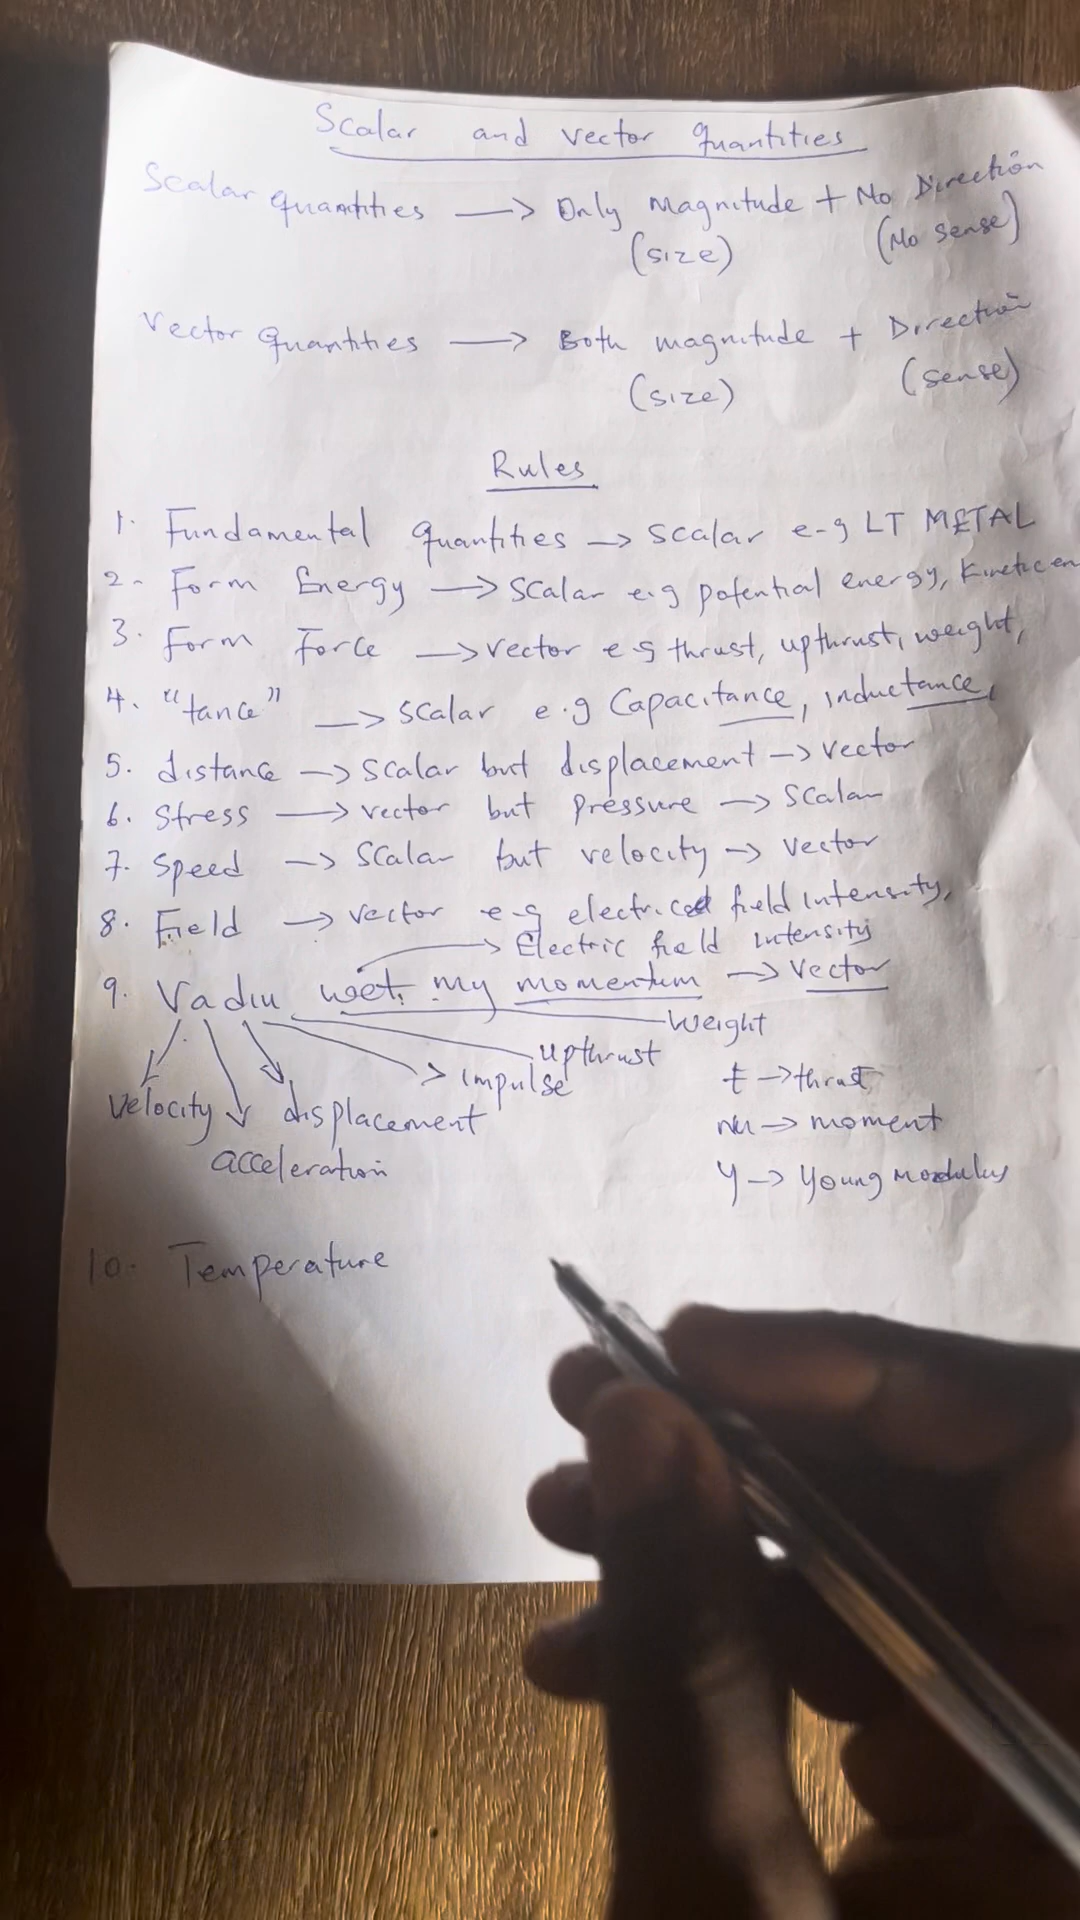 Scalar and vector Quantities
Scalar quantities → Only Magnitude + No Direction
(size) (No sense)
Vector Quantities → Both magnitude + Direction
(size) (sense)
Rules
1. Fundamental Quantities → scalar e-g LT METAL
2- Form Energy → scalar e.g potential energy, Kinetic en
3. Form Force → vector e g thrust, upthrust, weight,
4. "tance" → scalar e.g Capacitance, inductance,
5. distance → scalar but displacement → vector
6. Stress → vector but pressure → scalar
7. Speed → scalar but velocity → vector
8. Field → vector e-g electrical field intensity,
Electric field intensity
9. Vadiu wet my momentum → vector
Weight
Upthrust
impulse
t → thrust
velocity displacement
m → moment
acceleration
y → young modulus
10. Temperature